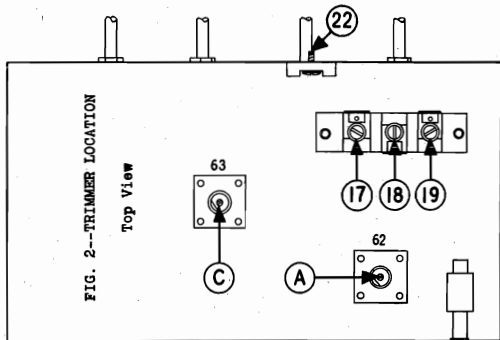 22
FIG. 2--TRIMMER LOCATION
Top View
63
17
18
19
62
C
A